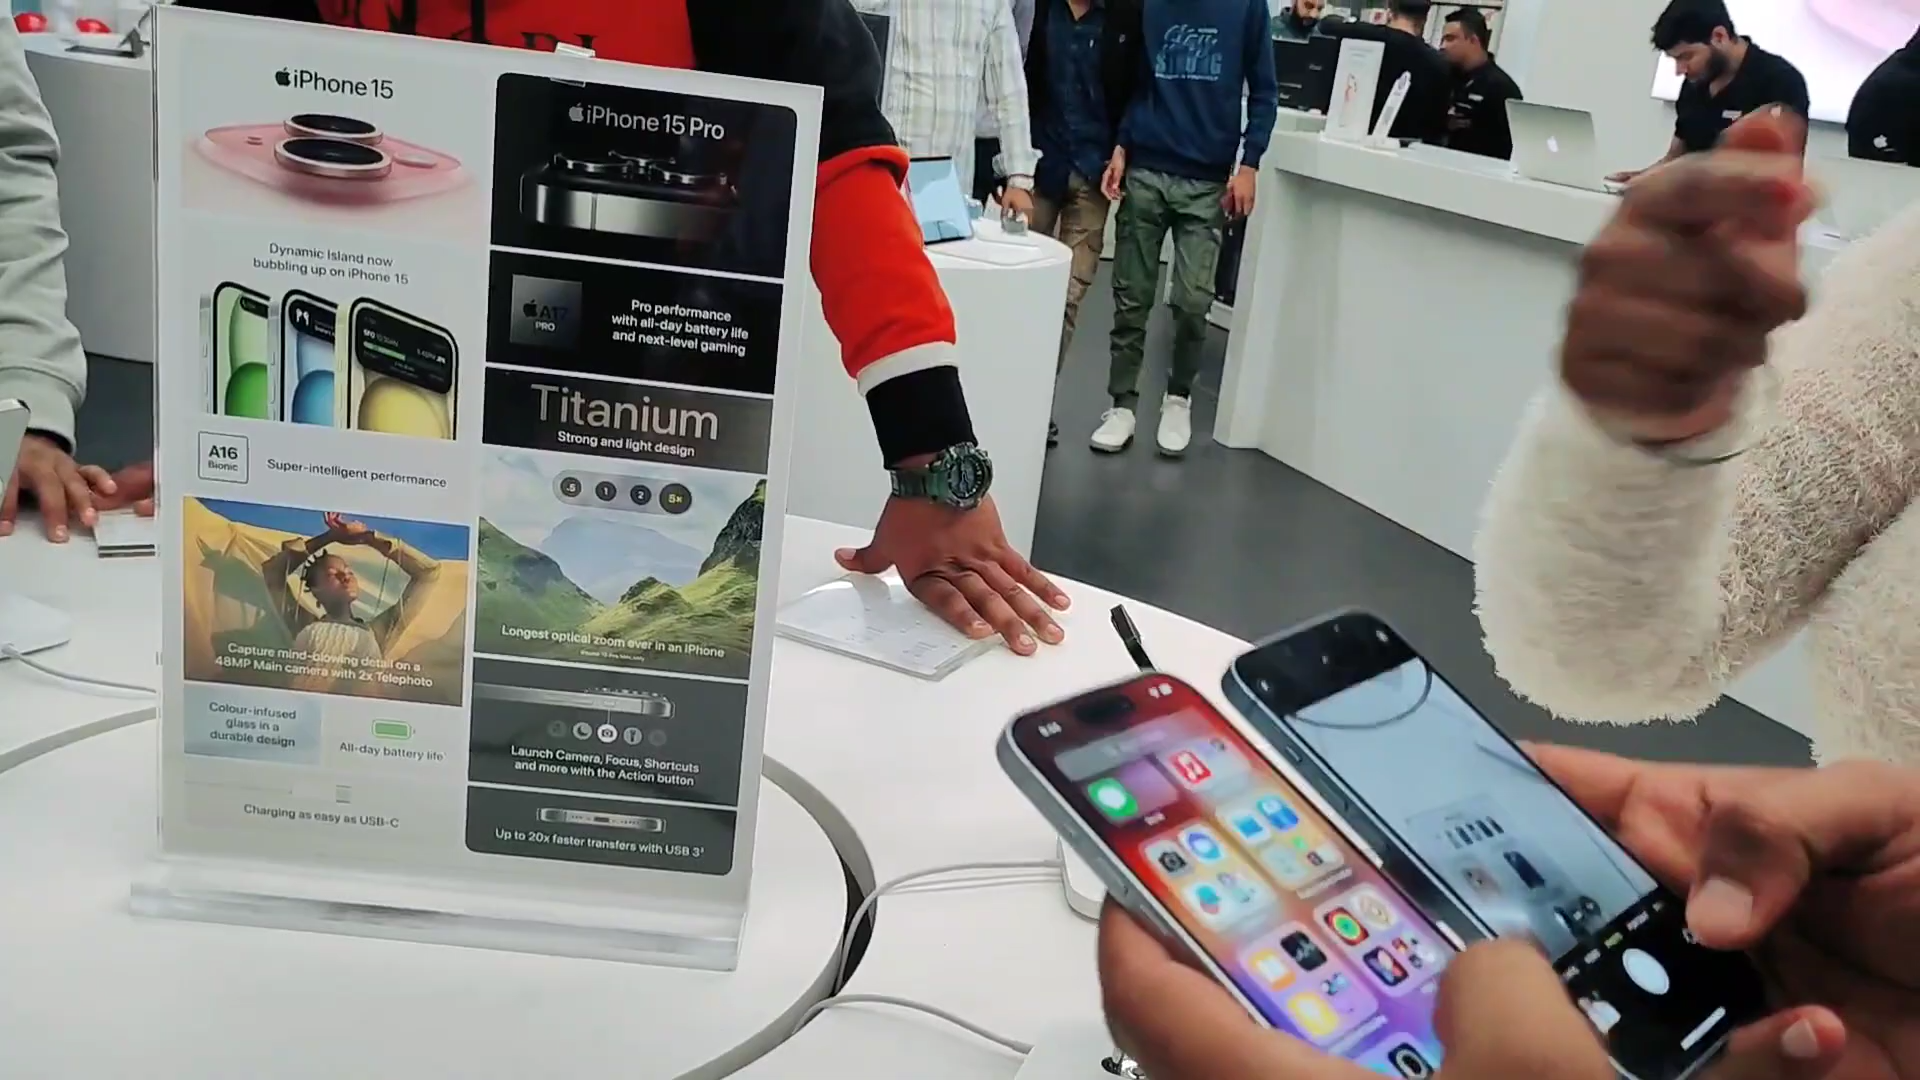 iPhone 15
Dynamic Island now
bubbling up on iPhone 15
A16
Bionic
Super-intelligent performance
Capture mind-blowing detail on a
48MP Main camera with 2x Telephoto
Colour-infused
glass in a
durable design
All-day battery life
Charging as easy as USB-C
iPhone 15 Pro
A17
PRO
Pro performance
with all-day battery life
and next-level gaming
Titanium
Strong and light design
.5 1 2 5×
Longest optical zoom ever in an iPhone
Launch Camera, Focus, Shortcuts
and more with the Action button
Up to 20x faster transfers with USB 3³
STRONG